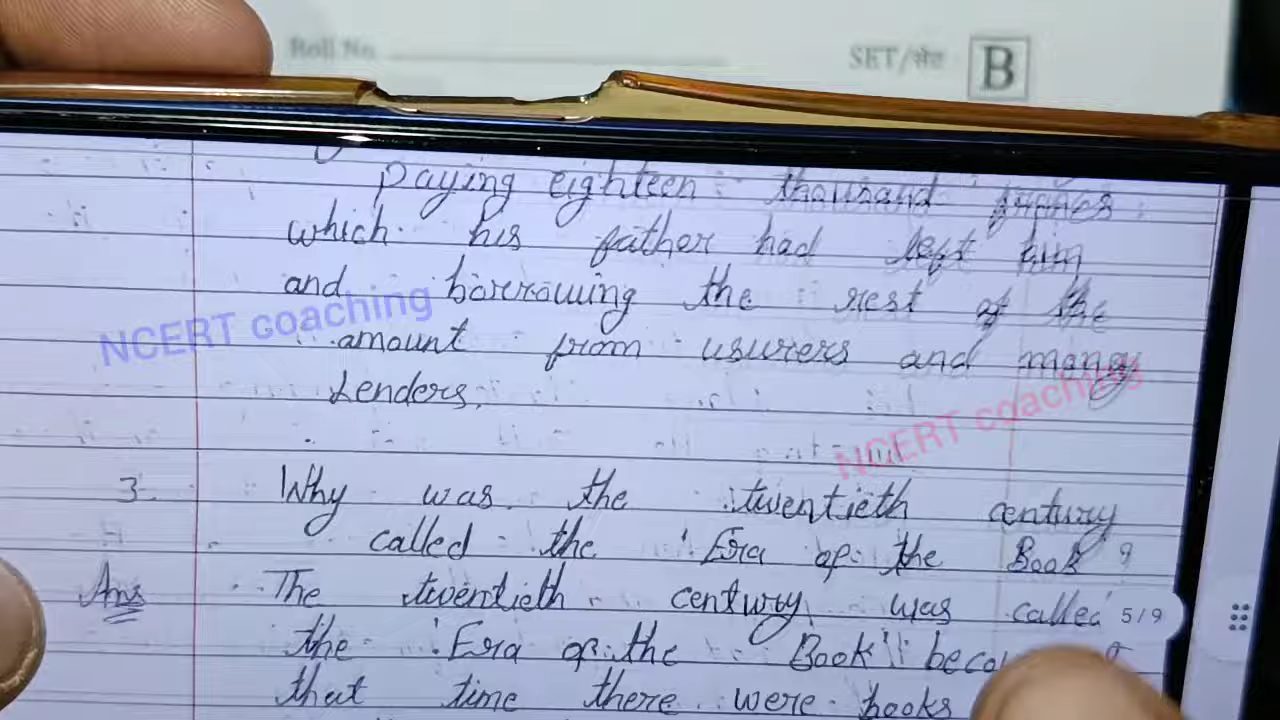 Roll No.
SET/सेट B
paying eighteen thousand francs
which his father had left him
and borrowing the rest of the
amount from usurers and money
Lenders.
NCERT coaching
NCERT coaching
3 Why was the twentieth century
called the 'Era of the Book ?
Ans The twentieth century was called
5/9
the 'Era of the Book'
that time there were books